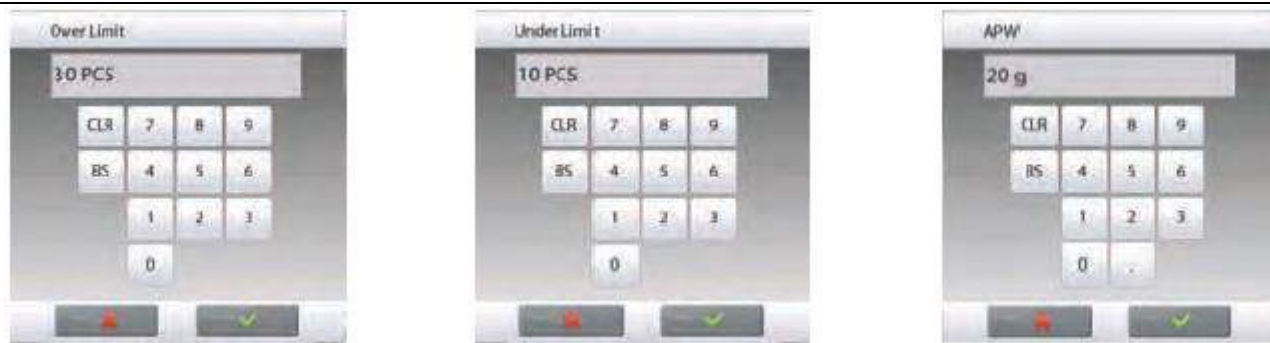 Over Limit
30 PCS
CLR 7 8 9
BS 4 5 6
1 2 3
0
Under Limit
10 PCS
CLR 7 8 9
BS 4 5 6
1 2 3
0
APW
20 g
CLR 7 8 9
BS 4 5 6
1 2 3
0 .